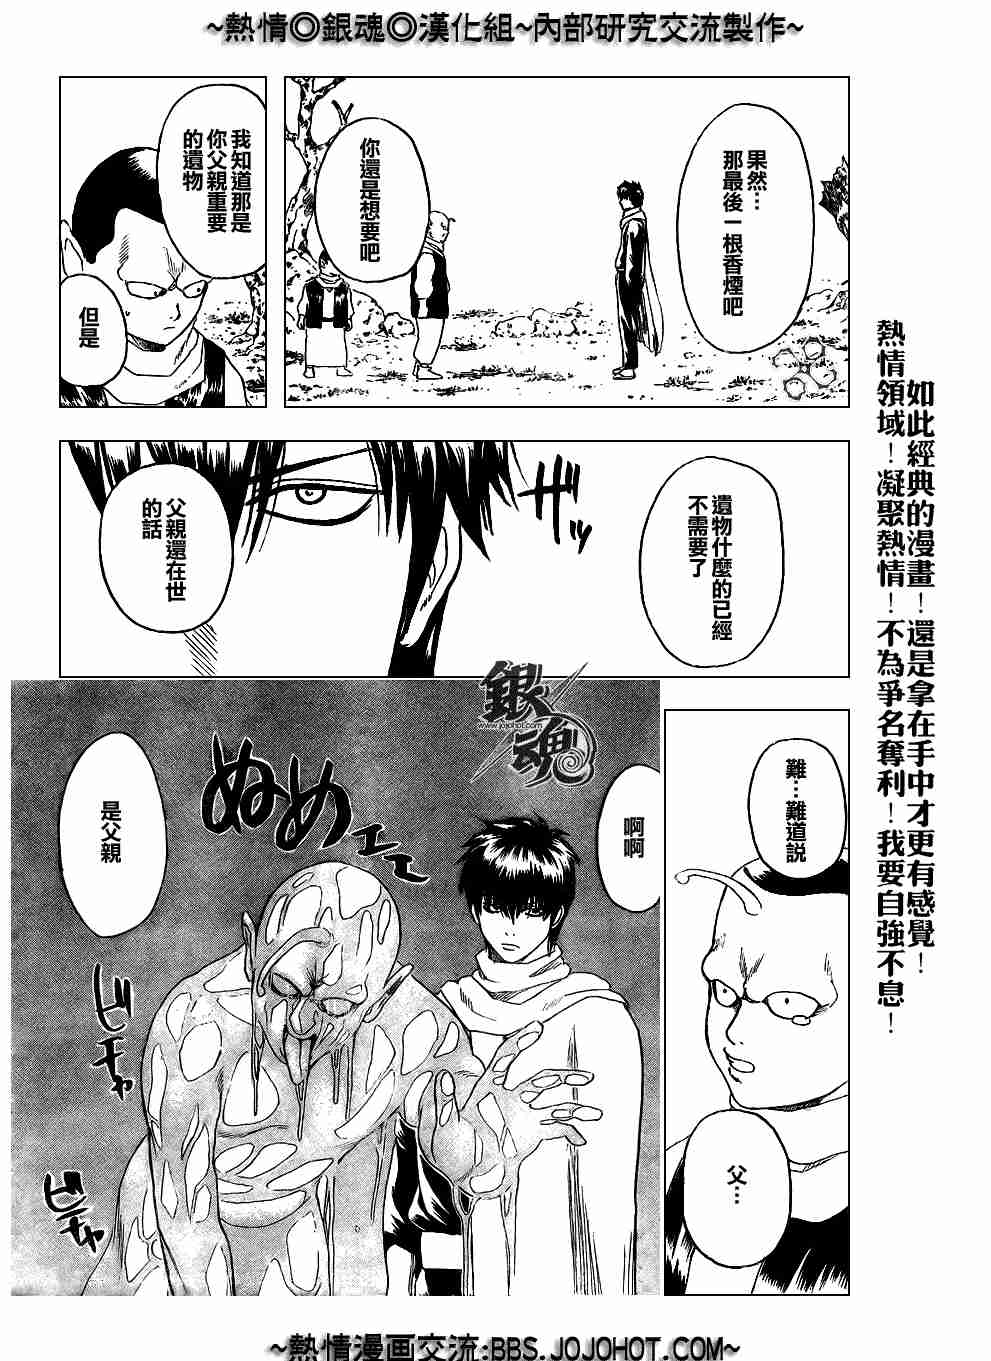 ~熱情◎銀魂◎漢化組~內部研究交流製作~
果然…
那最後一根香煙吧
你還是想要吧
我知道那是
你父親重要
的遺物
但是
遺物什麼的已經
不需要了
ガッ
父親還在世
的話
難…難道説
父…
啊啊
ぬめェ〜
是父親
ビチャ
ビチャ
銀魂
www.jojohot.com
如此經典的漫畫！還是拿在手中才更有感覺！
熱情領域！凝聚熱情！不為爭名奪利！我要自強不息！
~熱情漫画交流:BBS.JOJOHOT.COM~